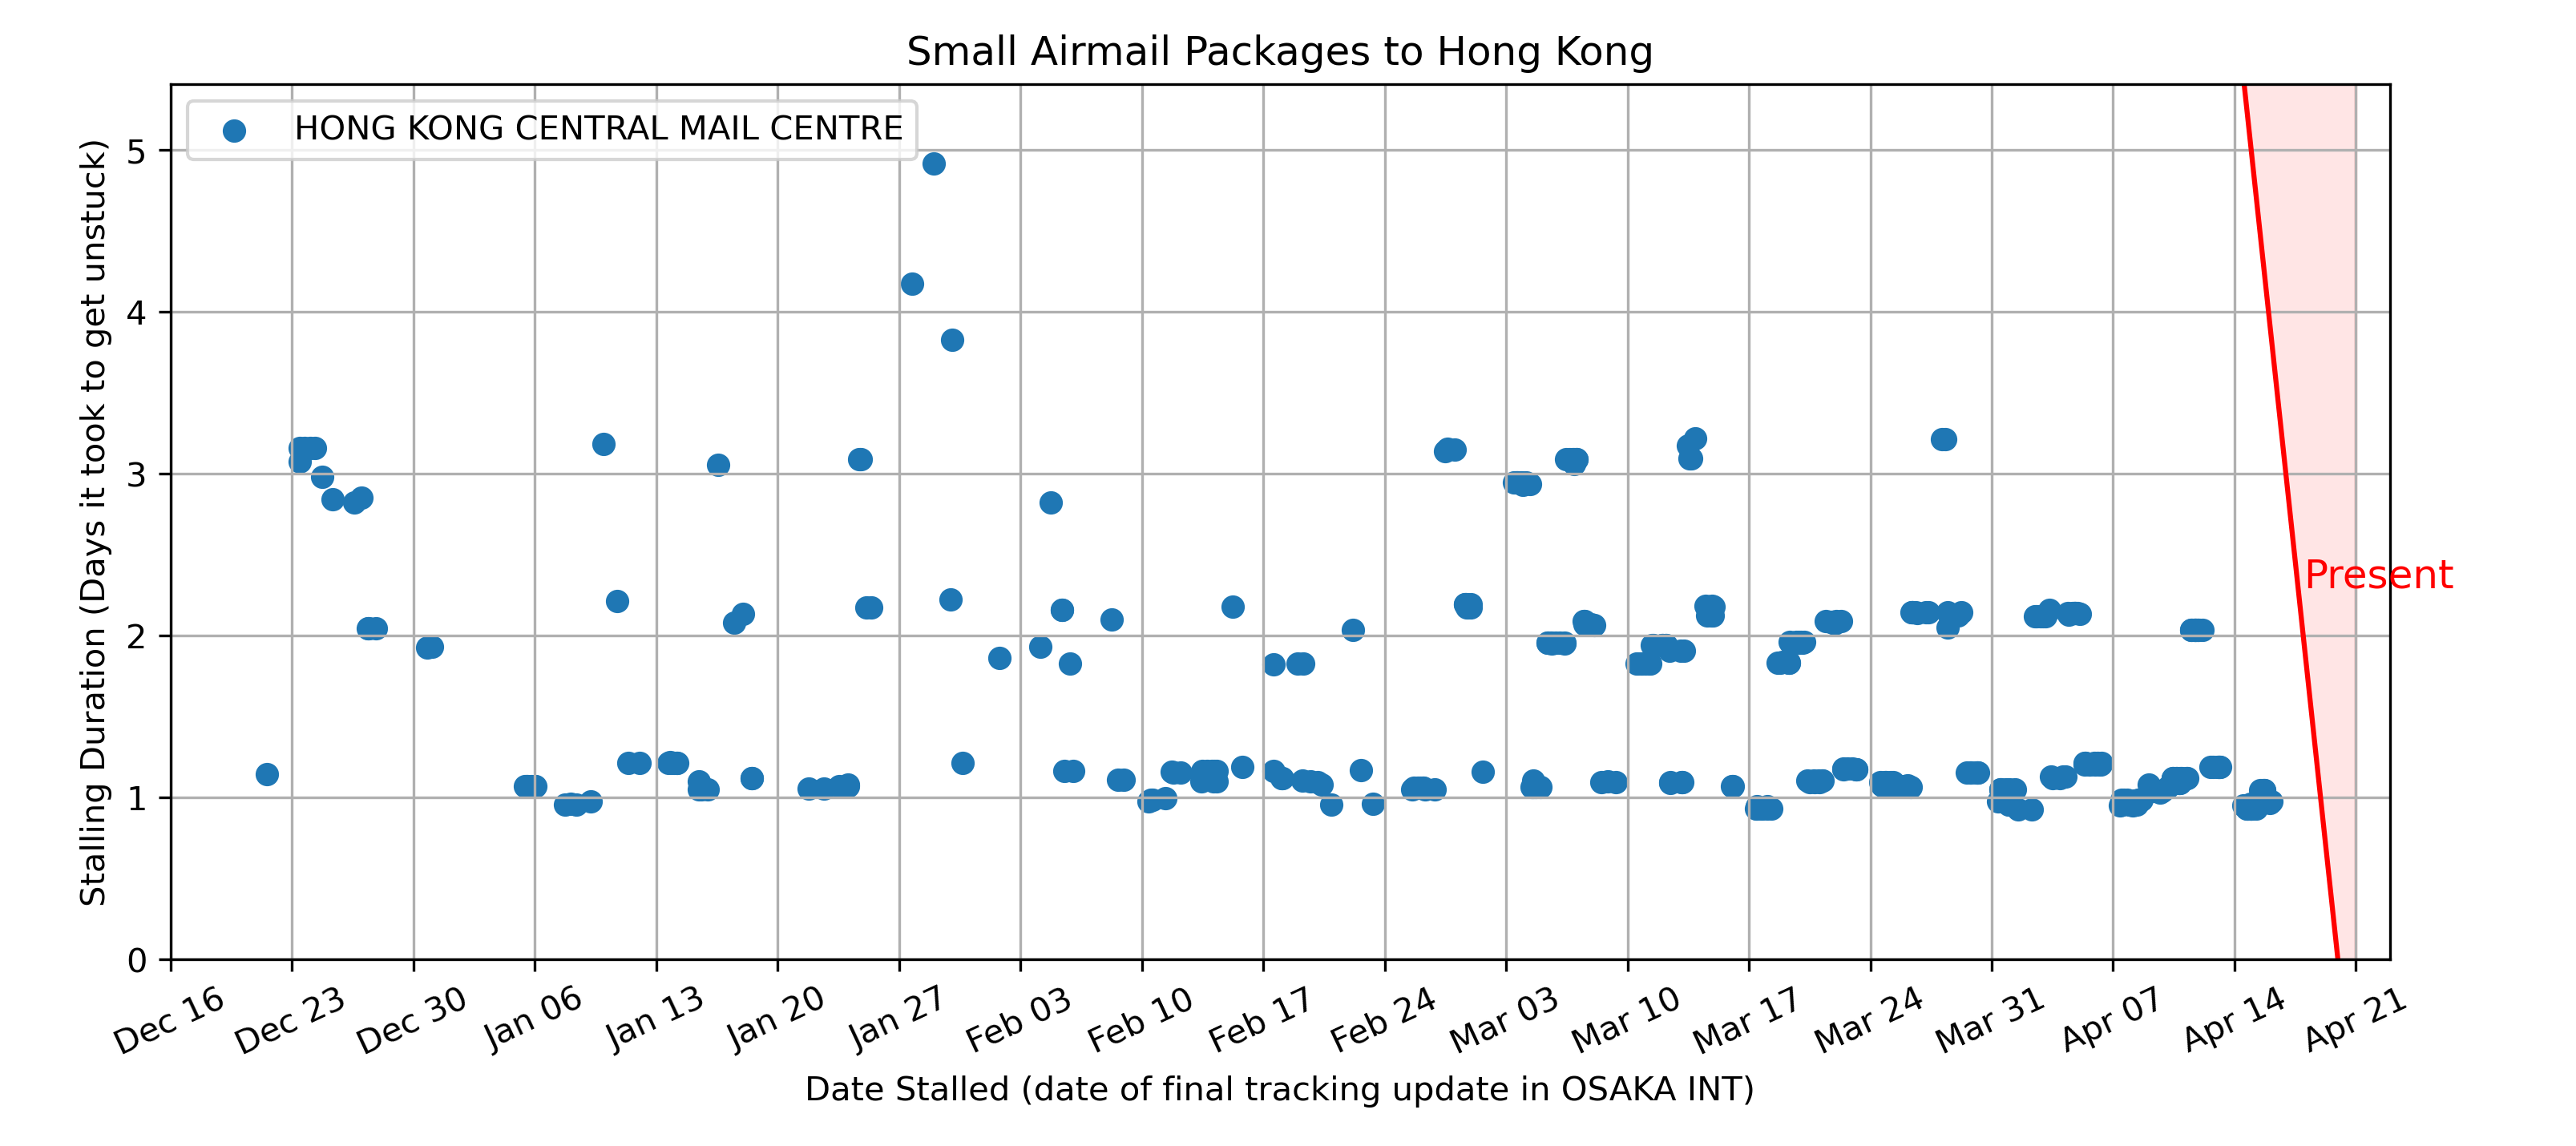 Small Airmail Packages to Hong Kong
HONG KONG CENTRAL MAIL CENTRE
Stalling Duration (Days it took to get unstuck)
5
4
3
2
1
0
Present
Dec 16
Dec 23
Dec 30
Jan 06
Jan 13
Jan 20
Jan 27
Feb 03
Feb 10
Feb 17
Feb 24
Mar 03
Mar 10
Mar 17
Mar 24
Mar 31
Apr 07
Apr 14
Apr 21
Date Stalled (date of final tracking update in OSAKA INT)